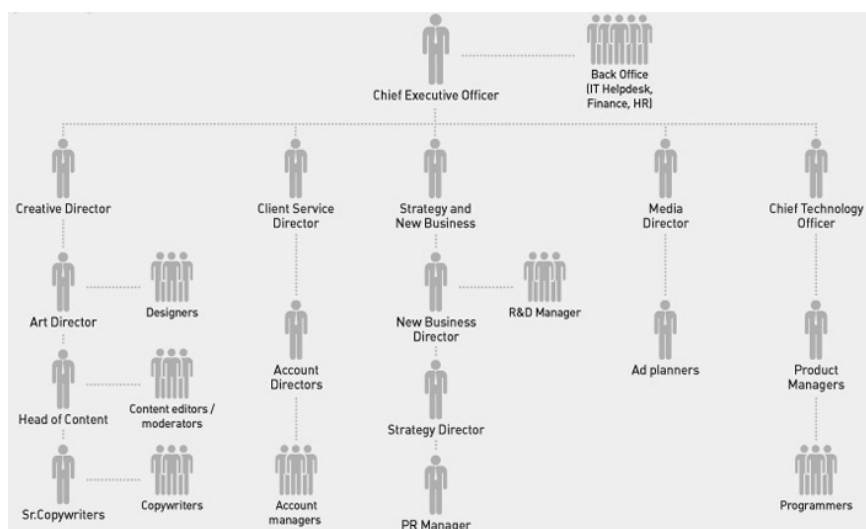 Chief Executive Officer
Back Office
(IT Helpdesk,
Finance, HR)
Creative Director
Client Service
Director
Strategy and
New Business
Media
Director
Chief Technology
Officer
Art Director
Designers
New Business
Director
R&D Manager
Account
Directors
Ad planners
Product
Managers
Head of Content
Content editors /
moderators
Strategy Director
Sr.Copywriters
Copywriters
Account
managers
PR Manager
Programmers